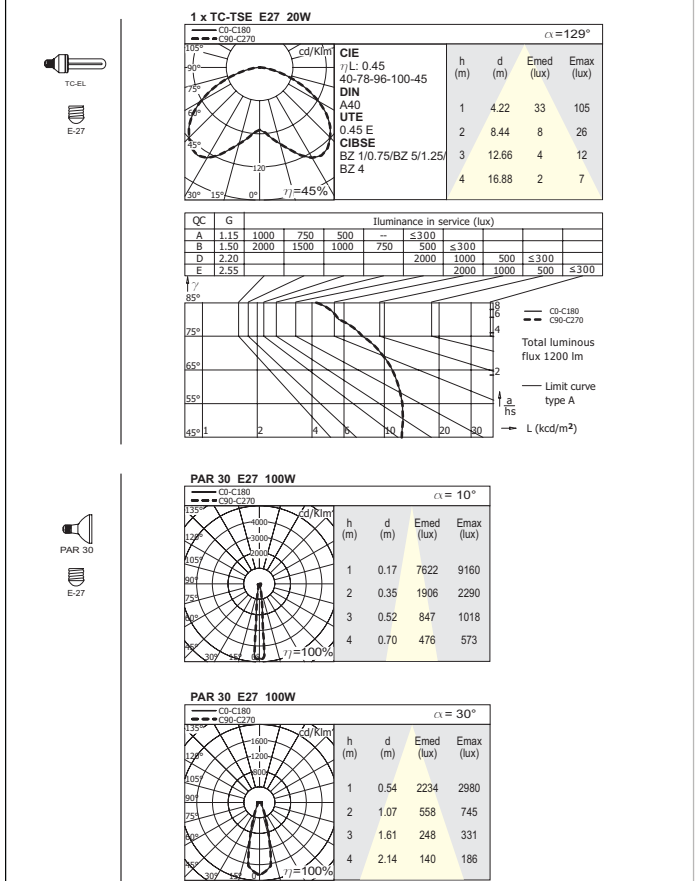 1 x TC-TSE E27 20W
C0-C180
C90-C270
α=129°
105°
90°
75°
45°
30° 15° 0°
120
cd/Klm
η=45%
CIE
ηL: 0.45
40-78-96-100-45
DIN
A40
UTE
0.45 E
CIBSE
BZ 1/0.75/BZ 5/1.25/
BZ 4
h d Emed Emax
(m) (m) (lux) (lux)
1 4.22 33 105
2 8.44 8 26
3 12.66 4 12
4 16.88 2 7
TC-EL
E-27
QC G Iluminance in service (lux)
A 1.15 1000 750 500 -- ≤300
B 1.50 2000 1500 1000 750 500 ≤300
D 2.20 2000 1000 500 ≤300
E 2.55 2000 1000 500 ≤300
γ
85°
75°
65°
55°
45° 1 2 4 6 10 20 30
8
6
4
2
a
hs
L (kcd/m²)
C0-C180
C90-C270
Total luminous
flux 1200 lm
Limit curve
type A
PAR 30 E27 100W
C0-C180
C90-C270
α= 10°
135°
120°
105°
90°
75°
60°
45°
30° 15° 0°
4000
3000
2000
cd/Klm
η=100%
h d Emed Emax
(m) (m) (lux) (lux)
1 0.17 7622 9160
2 0.35 1906 2290
3 0.52 847 1018
4 0.70 476 573
PAR 30
E-27
PAR 30 E27 100W
C0-C180
C90-C270
α= 30°
135°
120°
105°
90°
75°
60°
45°
30° 15° 0°
1600
1200
800
cd/Klm
η=100%
h d Emed Emax
(m) (m) (lux) (lux)
1 0.54 2234 2980
2 1.07 558 745
3 1.61 248 331
4 2.14 140 186